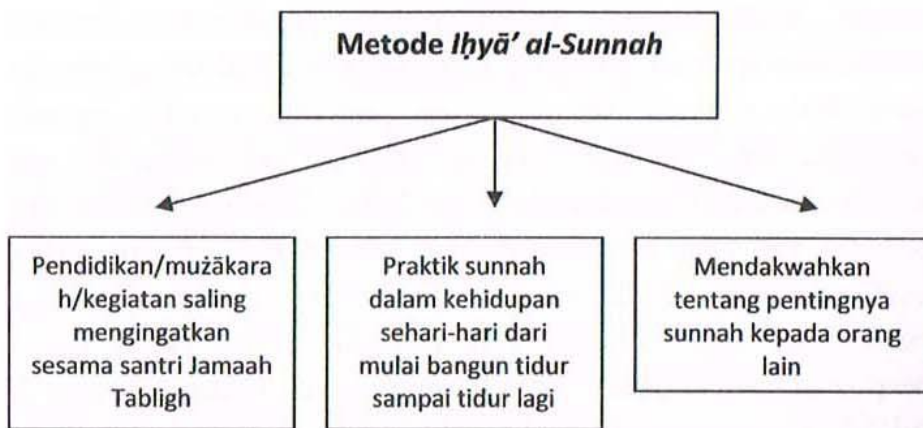 Metode Iḥyā' al-Sunnah
Pendidikan/mużākara
h/kegiatan saling
mengingatkan
sesama santri Jamaah
Tabligh
Praktik sunnah
dalam kehidupan
sehari-hari dari
mulai bangun tidur
sampai tidur lagi
Mendakwahkan
tentang pentingnya
sunnah kepada orang
lain